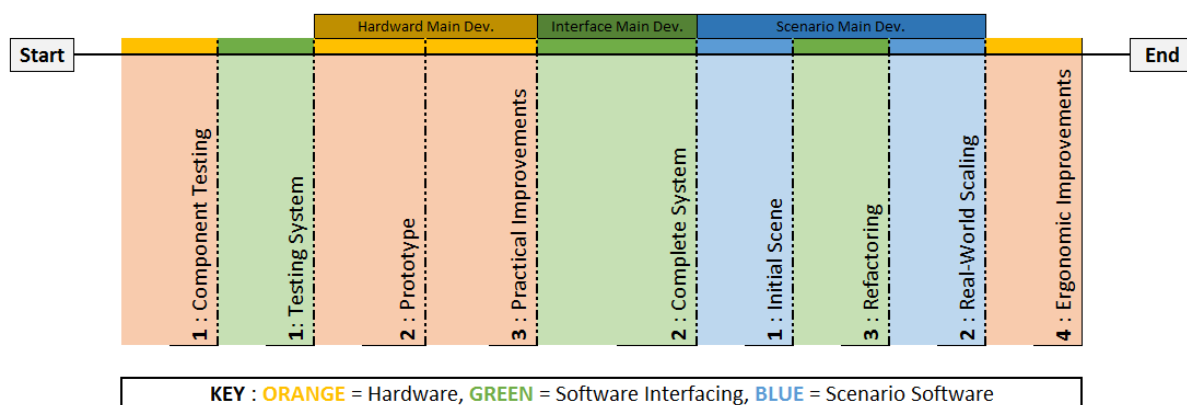 Hardward Main Dev.
Interface Main Dev.
Scenario Main Dev.
Start
End
1 : Component Testing
1: Testing System
2 : Prototype
3 : Practical Improvements
2 : Complete System
1 : Initial Scene
3 : Refactoring
2 : Real-World Scaling
4 : Ergonomic Improvements
KEY : ORANGE = Hardware, GREEN = Software Interfacing, BLUE = Scenario Software